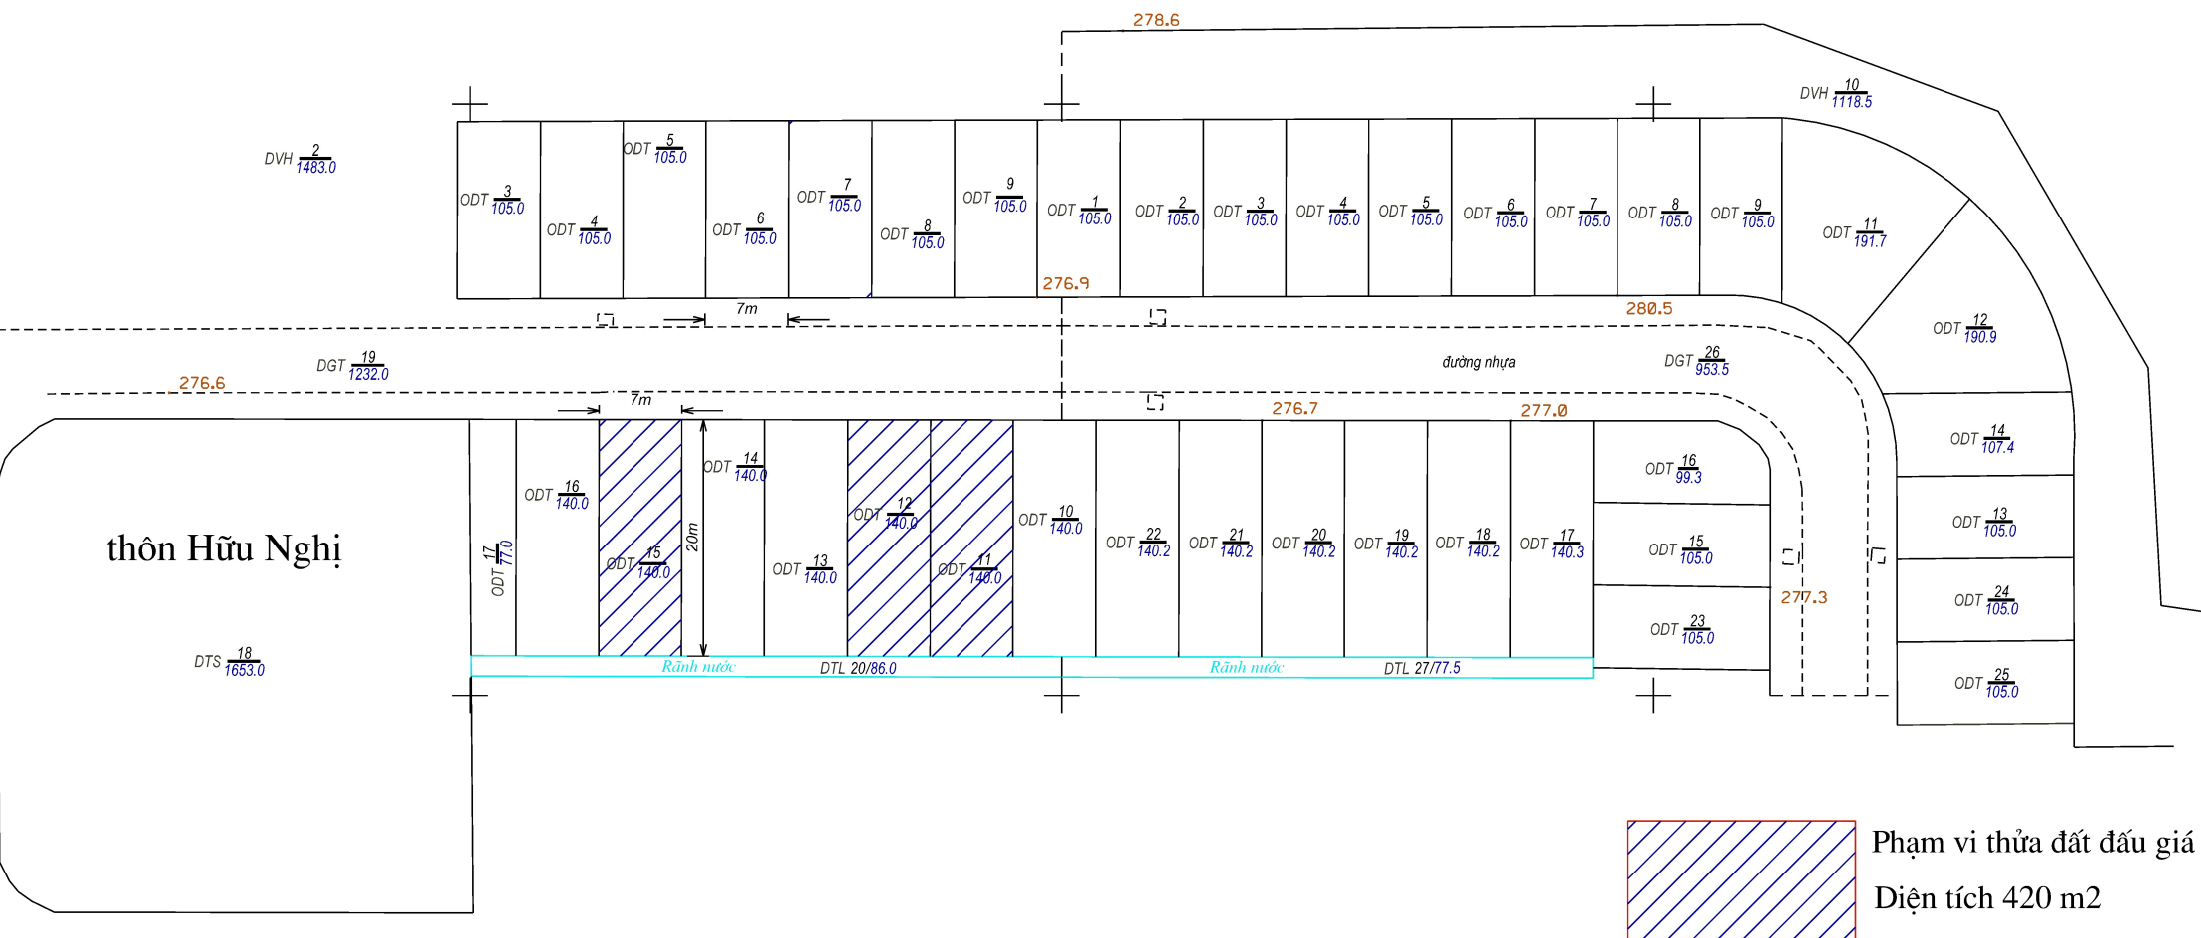 278.6
DVH 10
1118.5
DVH 2
1483.0
ODT 3
105.0
ODT 4
105.0
ODT 5
105.0
ODT 6
105.0
ODT 7
105.0
ODT 8
105.0
ODT 9
105.0
ODT 1
105.0
ODT 2
105.0
ODT 3
105.0
ODT 4
105.0
ODT 5
105.0
ODT 6
105.0
ODT 7
105.0
ODT 8
105.0
ODT 9
105.0
ODT 11
191.7
276.9
280.5
7m
ODT 12
190.9
DGT 19
1232.0
276.6
đường nhựa
DGT 26
953.5
7m
276.7
277.0
ODT 17
77.0
ODT 16
140.0
ODT 15
140.0
20m
ODT 14
140.0
ODT 13
140.0
ODT 12
140.0
ODT 11
140.0
ODT 10
140.0
ODT 22
140.2
ODT 21
140.2
ODT 20
140.2
ODT 19
140.2
ODT 18
140.2
ODT 17
140.3
ODT 16
99.3
ODT 15
105.0
ODT 23
105.0
277.3
ODT 14
107.4
ODT 13
105.0
ODT 24
105.0
ODT 25
105.0
thôn Hữu Nghị
DTS 18
1653.0
Rãnh nước
DTL 20/86.0
Rãnh nước
DTL 27/77.5
Phạm vi thửa đất đấu giá
Diện tích 420 m2